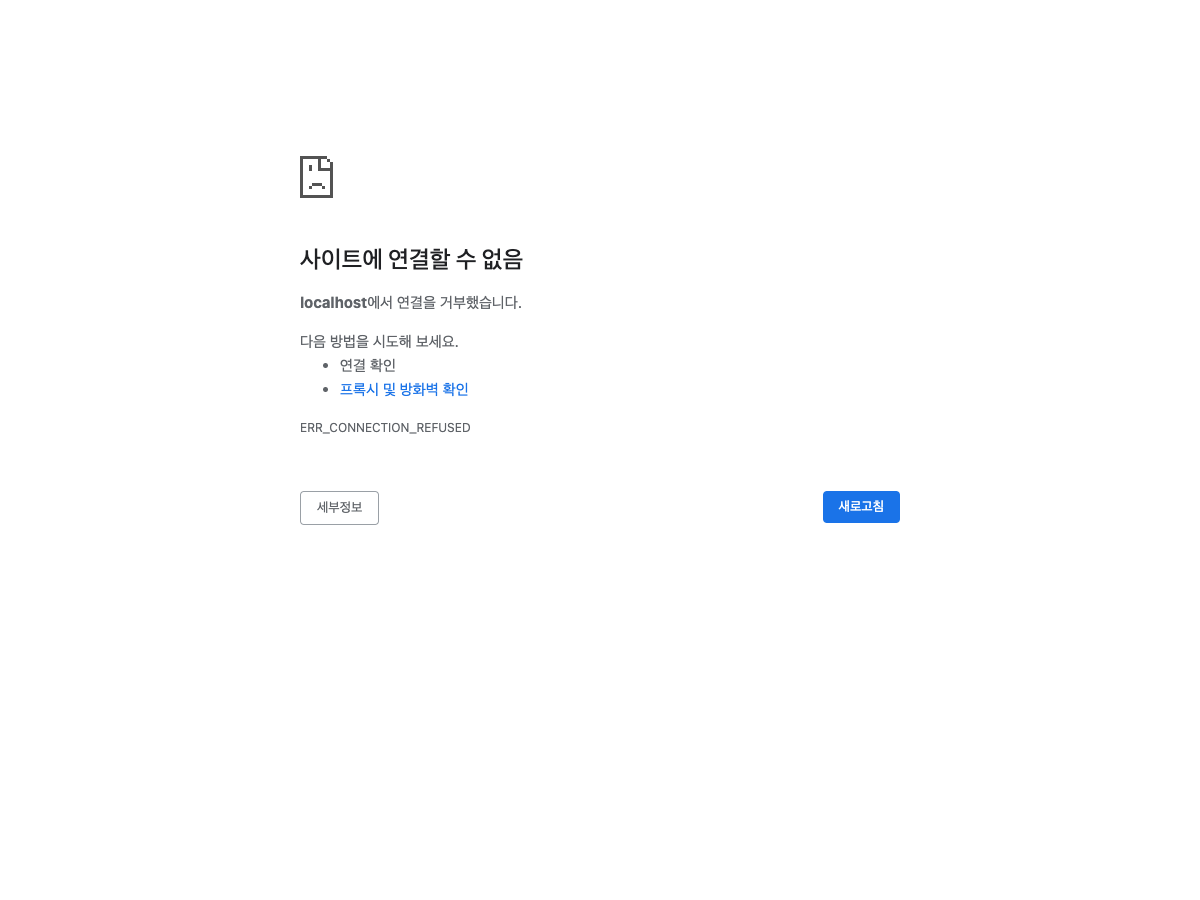 사이트에 연결할 수 없음
localhost에서 연결을 거부했습니다.
다음 방법을 시도해 보세요.
연결 확인
프록시 및 방화벽 확인
ERR_CONNECTION_REFUSED
세부정보
새로고침